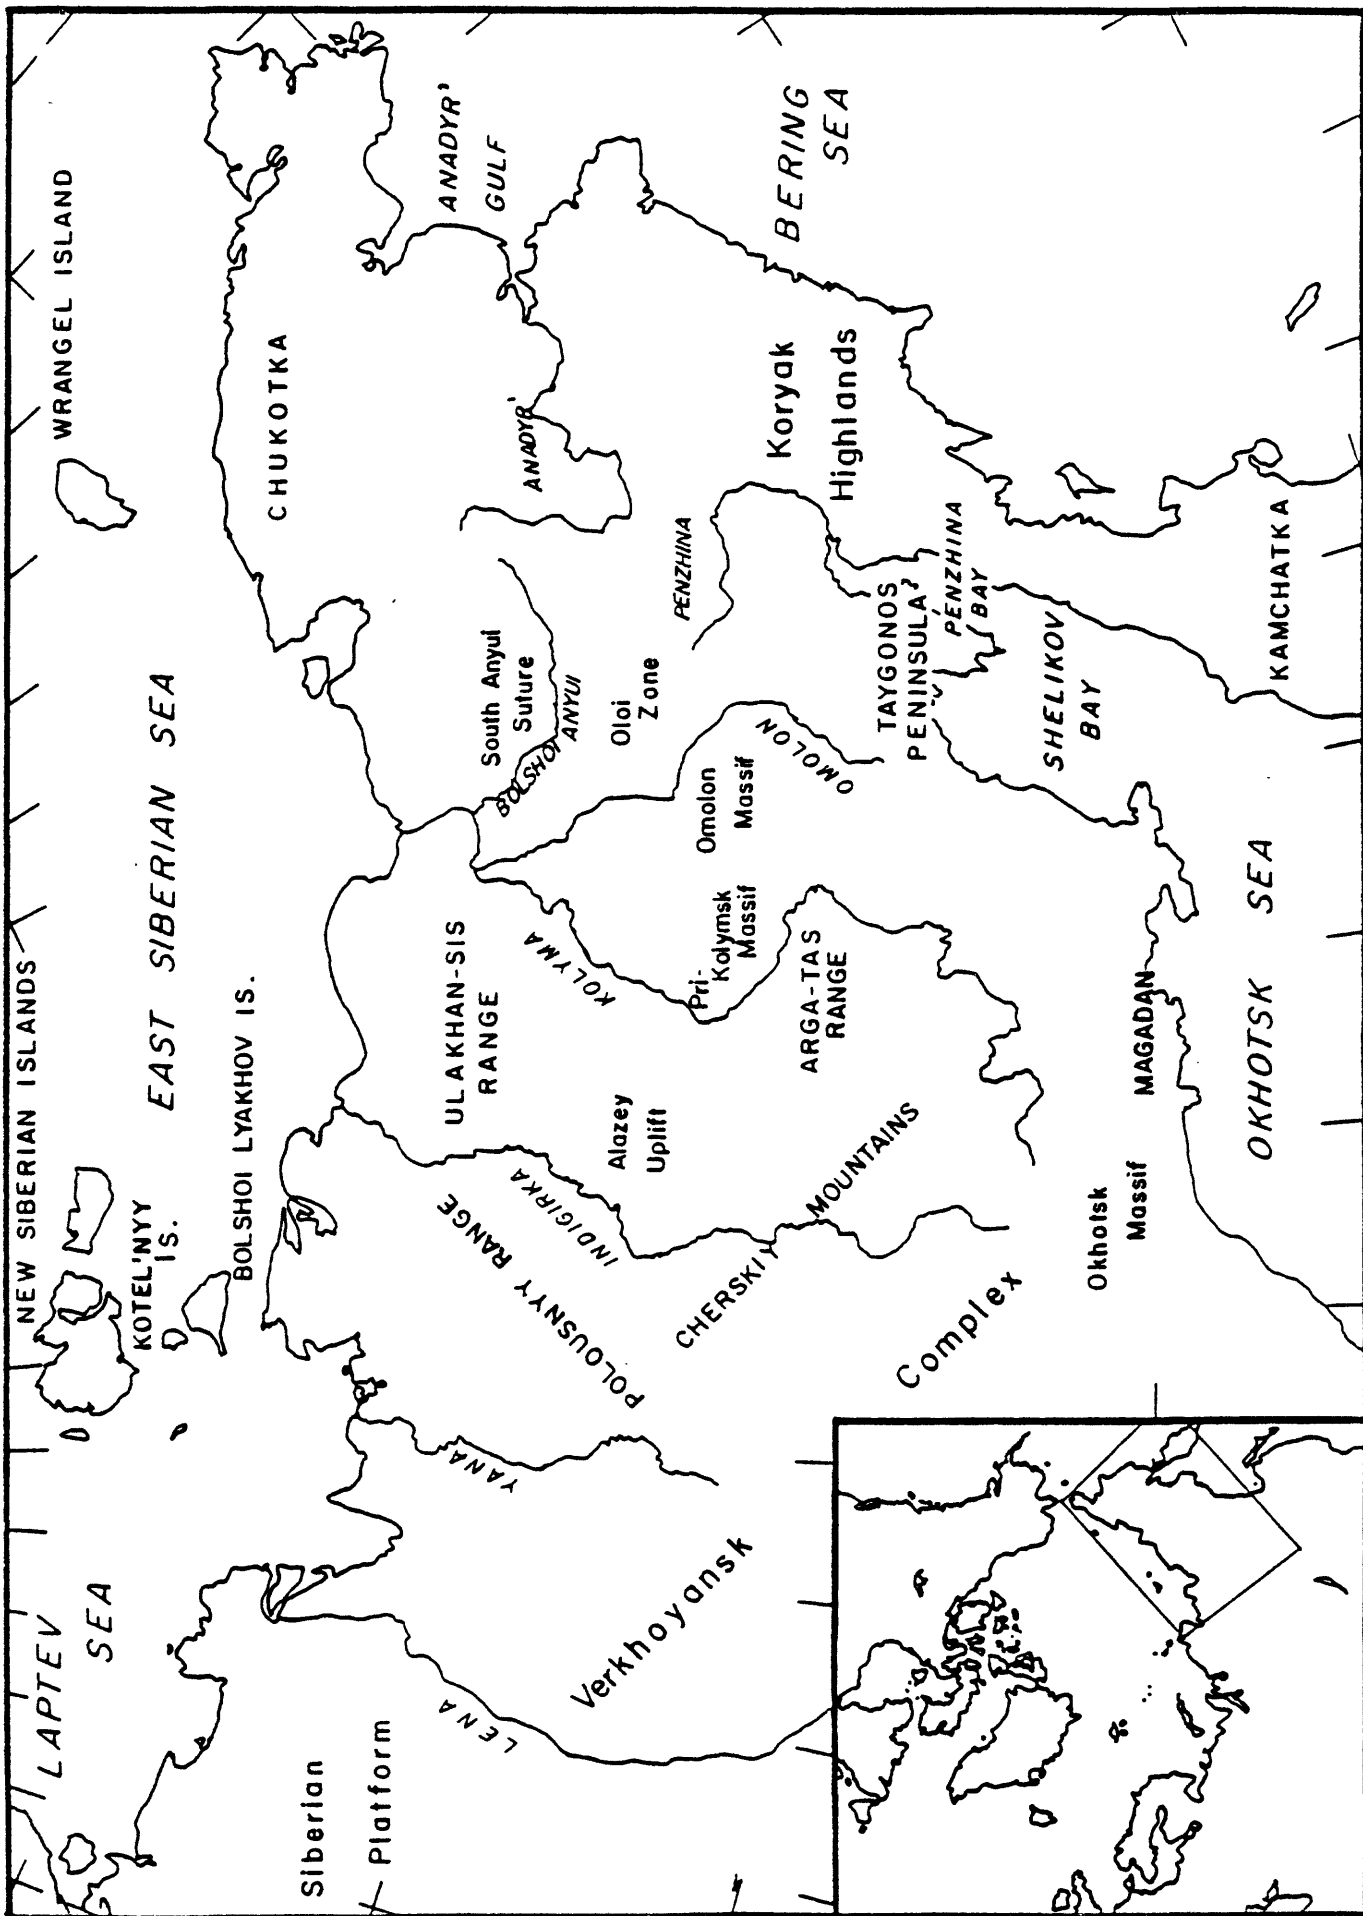 LAPTEV
SEA
NEW SIBERIAN ISLANDS
KOTEL'NYY
IS.
BOLSHOI LYAKHOV IS.
EAST SIBERIAN SEA
WRANGEL ISLAND
CHUKOTKA
ANADYR'
GULF
BERING
SEA
Siberian
Platform
LENA
Verkhoyansk
Complex
YANA
POLOUSNYY RANGE
INDIGIRKA
CHERSKIY MOUNTAINS
ULAKHAN-SIS
RANGE
Alazey
Uplift
KOLYMA
Pri-
Kolymsk
Massif
ARGA-TAS
RANGE
South Anyui
Suture
BOLSHOI ANYUI
Oloi
Zone
Omolon
Massif
OMOLON
ANADYR'
PENZHINA
Koryak
Highlands
TAYGONOS
PENINSULA
PENZHINA
BAY
SHELIKOV
BAY
KAMCHATKA
MAGADAN
Okhotsk
Massif
OKHOTSK SEA